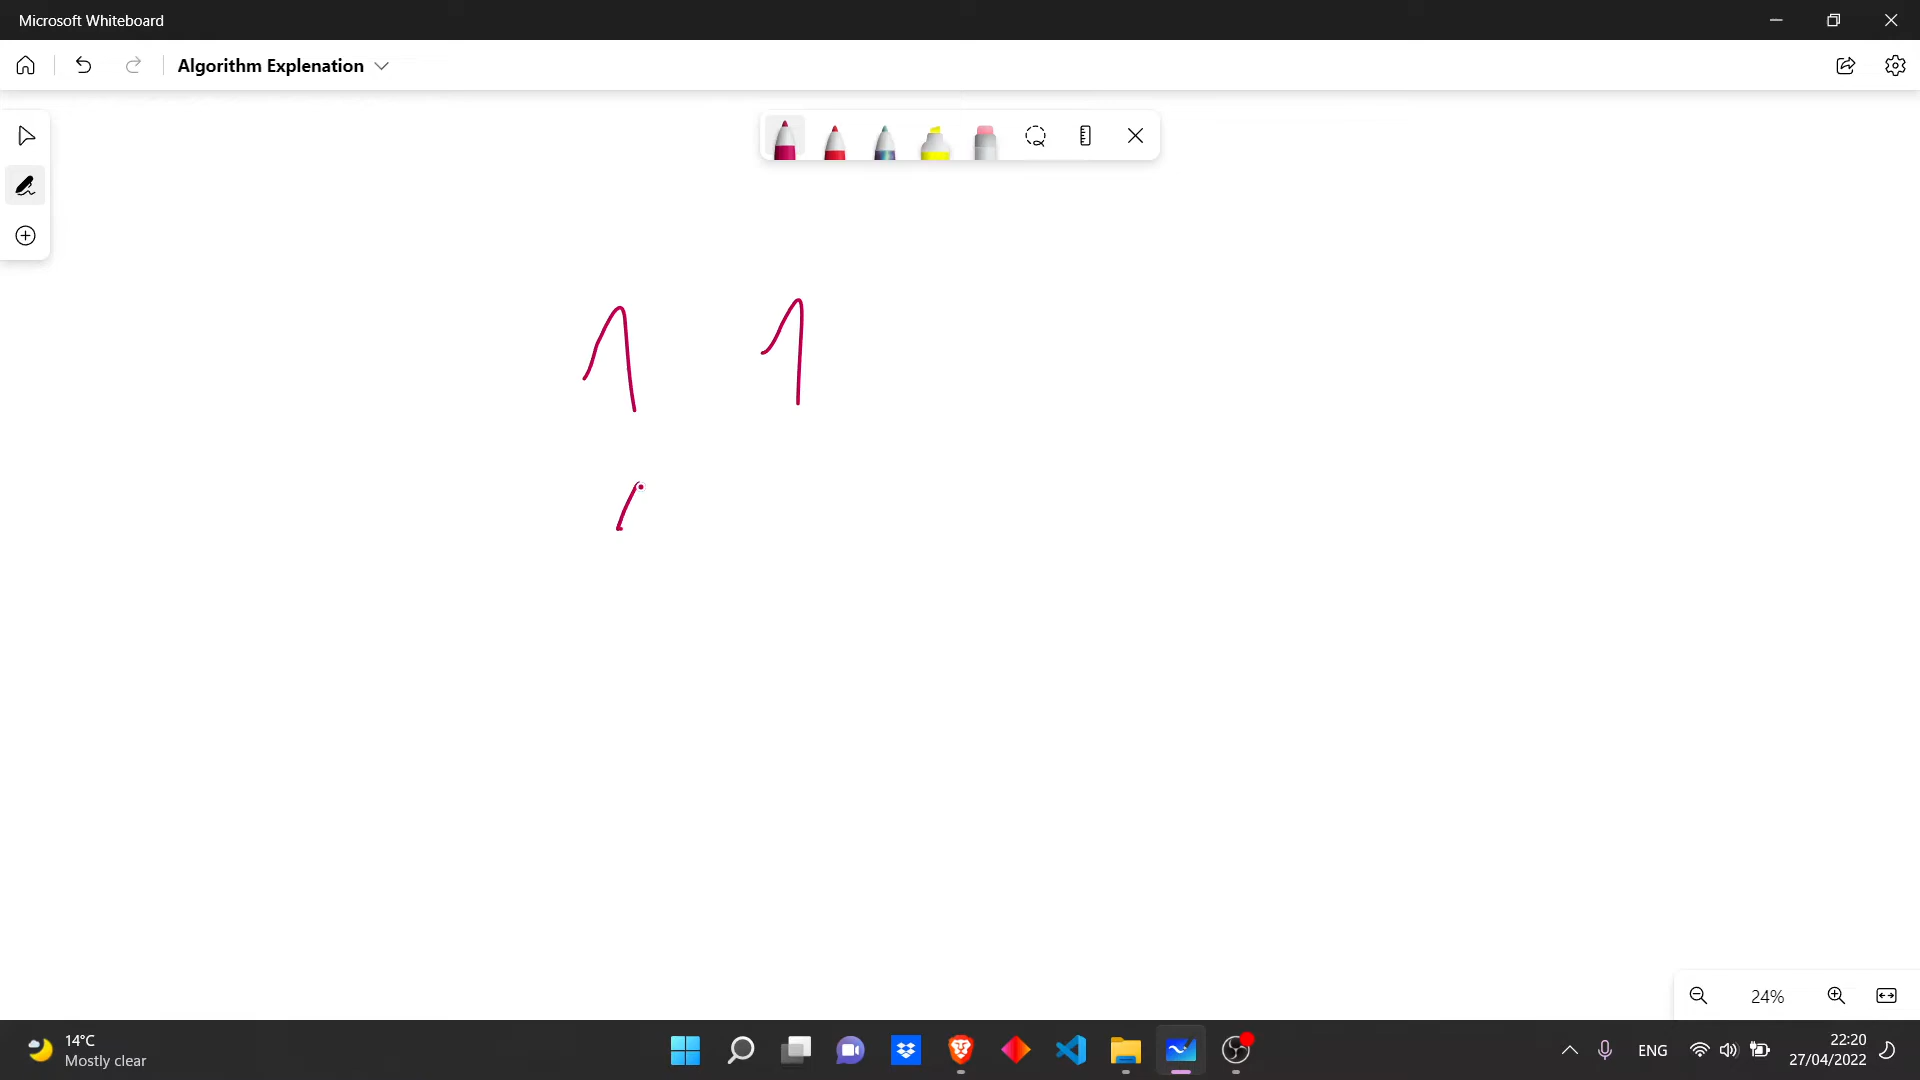 Microsoft Whiteboard
Algorithm Explenation
1 1
24%
14°C
Mostly clear
ENG
22:20
27/04/2022